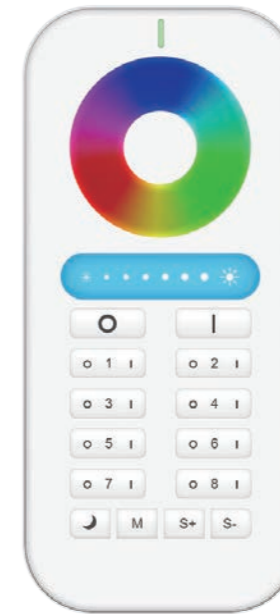 O I
O 1 I O 2 I
O 3 I O 4 I
O 5 I O 6 I
O 7 I O 8 I
M S+ S-